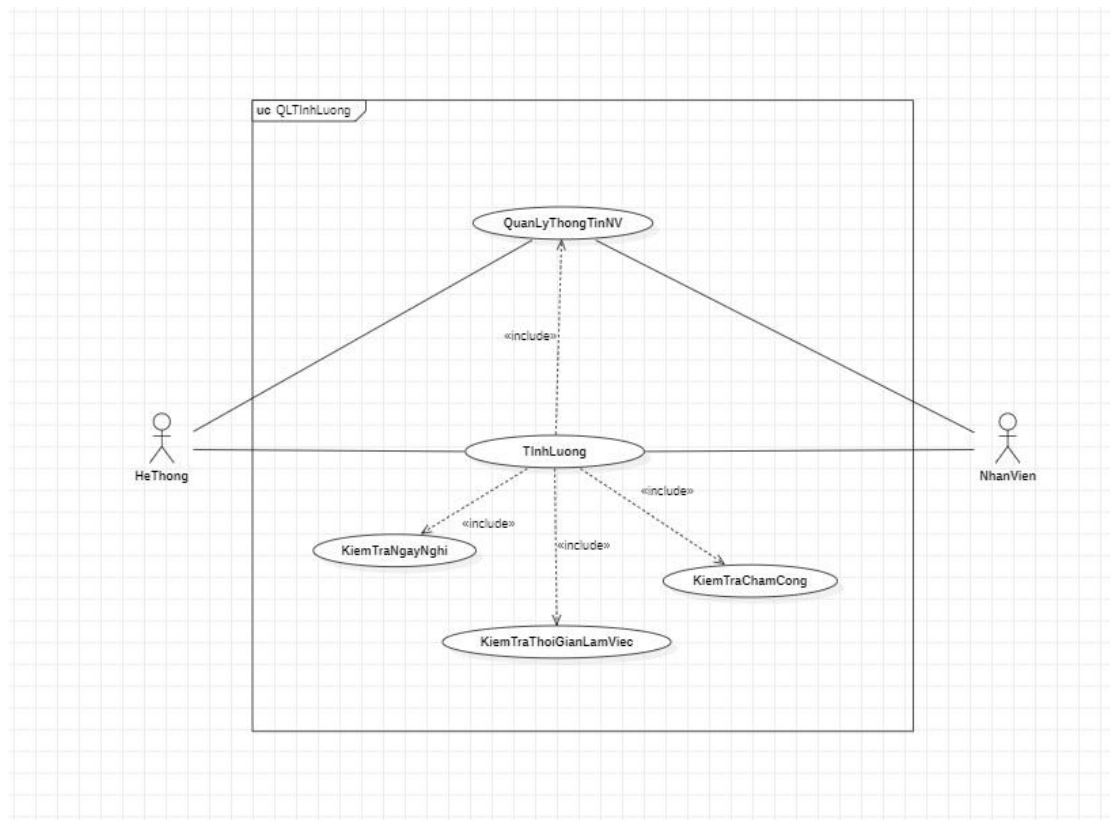 uc QLTInhLuong
QuanLyThongTinNV
«include»
TInhLuong
HeThong
NhanVien
«include»
«include»
«include»
KiemTraNgayNghi
KiemTraChamCong
KiemTraThoiGianLamViec